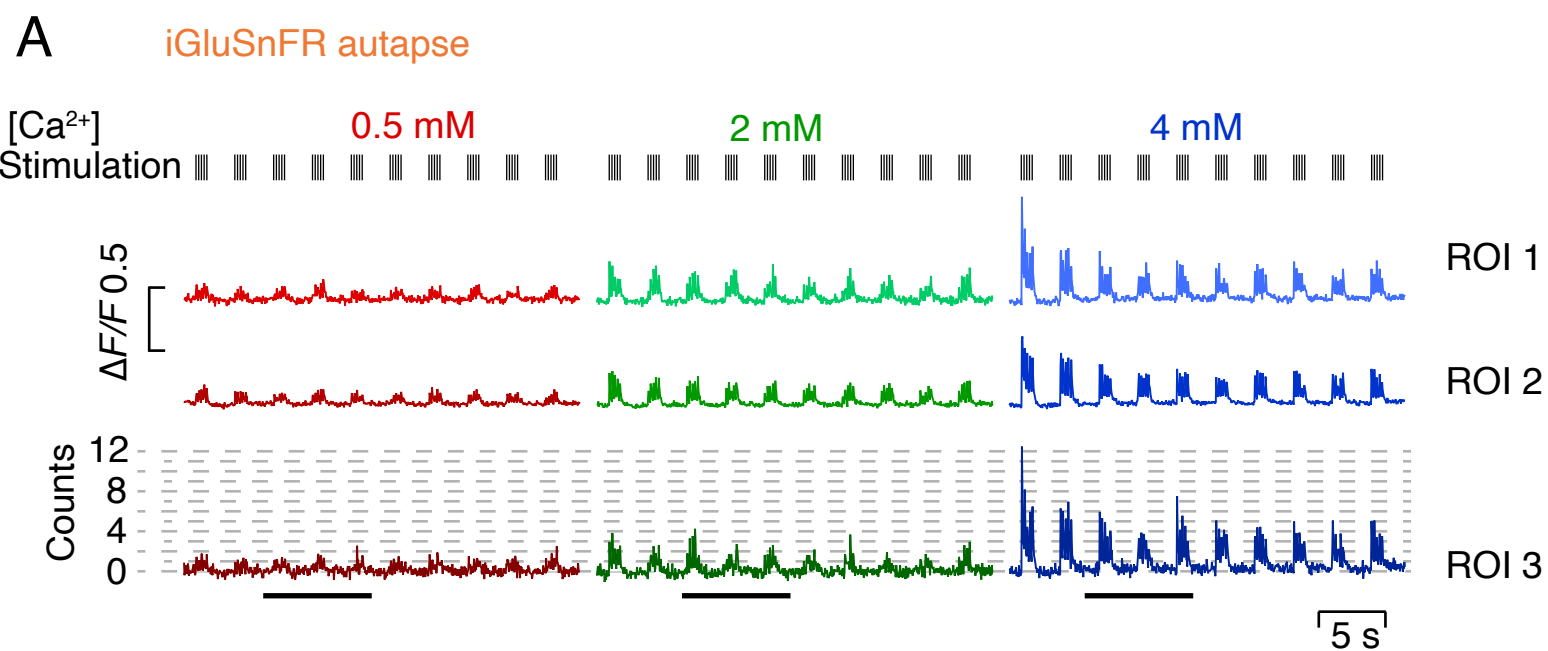 A
iGluSnFR autapse
[Ca²⁺]
0.5 mM
2 mM
4 mM
Stimulation
ΔF/F 0.5
ROI 1
ROI 2
Counts
12
8
4
0
ROI 3
5 s